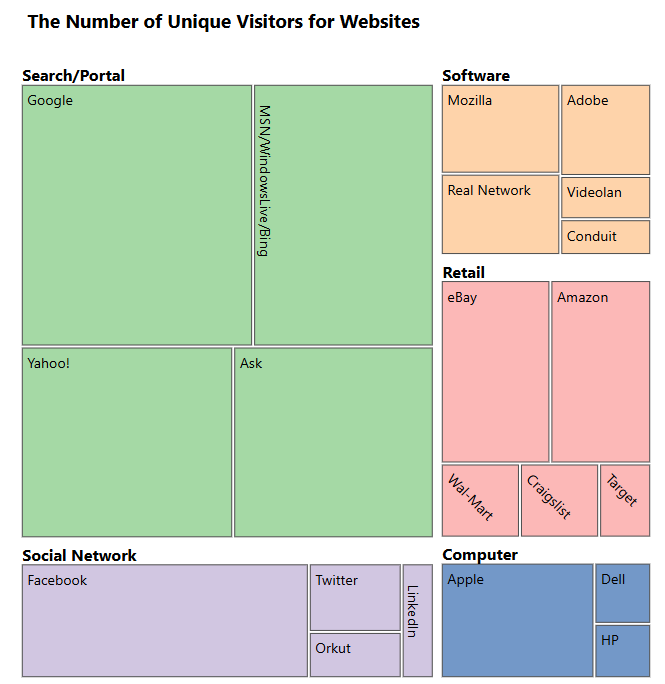 The Number of Unique Visitors for Websites
Search/Portal
Google
MSN/WindowsLive/Bing
Yahoo!
Ask
Social Network
Facebook
Twitter
Orkut
LinkedIn
Software
Mozilla
Adobe
Real Network
Videolan
Conduit
Retail
eBay
Amazon
Wal-Mart
Craigslist
Target
Computer
Apple
Dell
HP